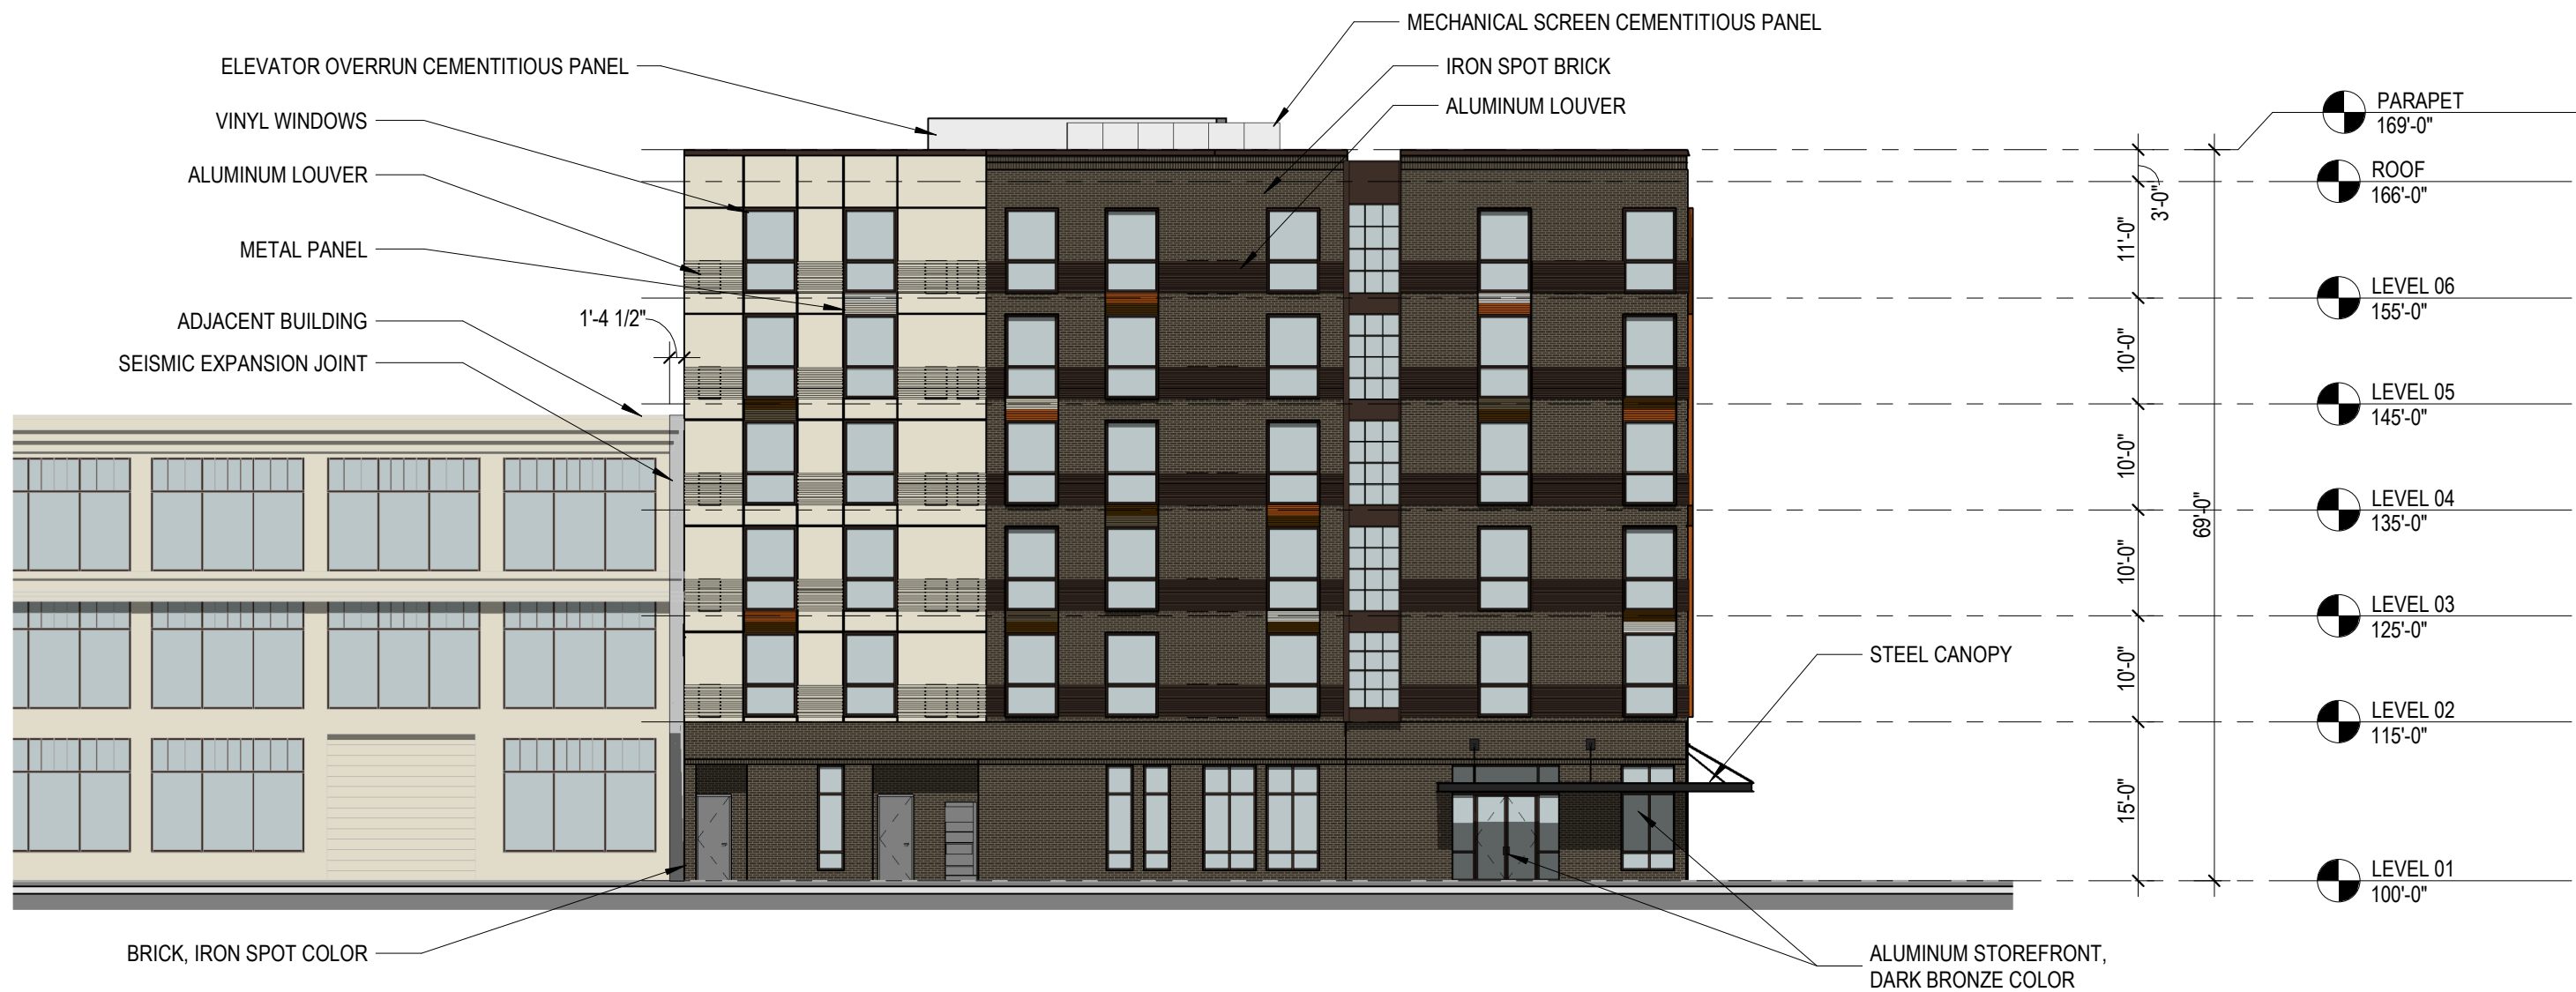 MECHANICAL SCREEN CEMENTITIOUS PANEL
ELEVATOR OVERRUN CEMENTITIOUS PANEL
IRON SPOT BRICK
VINYL WINDOWS
ALUMINUM LOUVER
ALUMINUM LOUVER
METAL PANEL
ADJACENT BUILDING
1'-4 1/2"
SEISMIC EXPANSION JOINT
BRICK, IRON SPOT COLOR
STEEL CANOPY
ALUMINUM STOREFRONT,
DARK BRONZE COLOR
3'-0"
11'-0"
10'-0"
10'-0"
10'-0"
10'-0"
15'-0"
69'-0"
PARAPET
169'-0"
ROOF
166'-0"
LEVEL 06
155'-0"
LEVEL 05
145'-0"
LEVEL 04
135'-0"
LEVEL 03
125'-0"
LEVEL 02
115'-0"
LEVEL 01
100'-0"